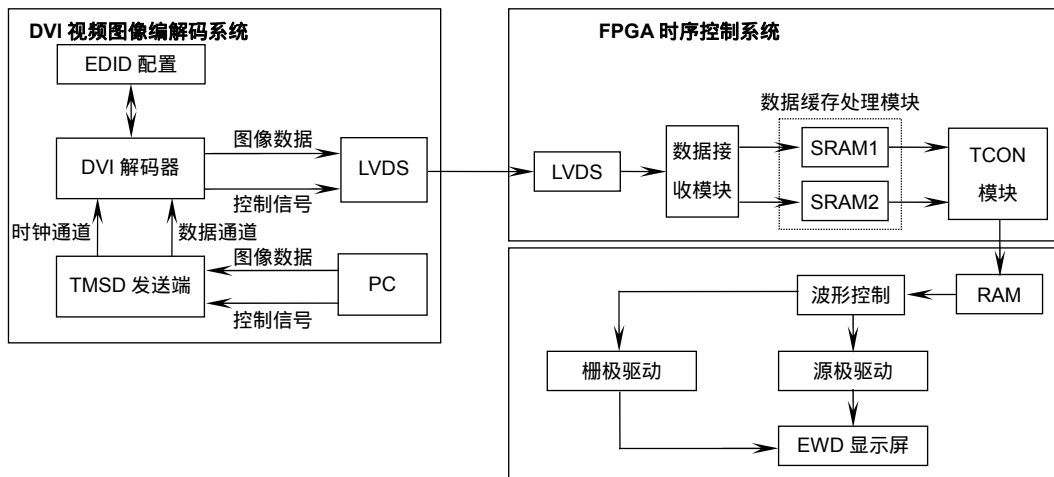 DVI 视频图像编解码系统
EDID 配置
DVI 解码器
图像数据
控制信号
LVDS
时钟通道
数据通道
TMSD 发送端
图像数据
控制信号
PC
FPGA 时序控制系统
LVDS
数据接
收模块
数据缓存处理模块
SRAM1
SRAM2
TCON
模块
RAM
波形控制
栅极驱动
源极驱动
EWD 显示屏